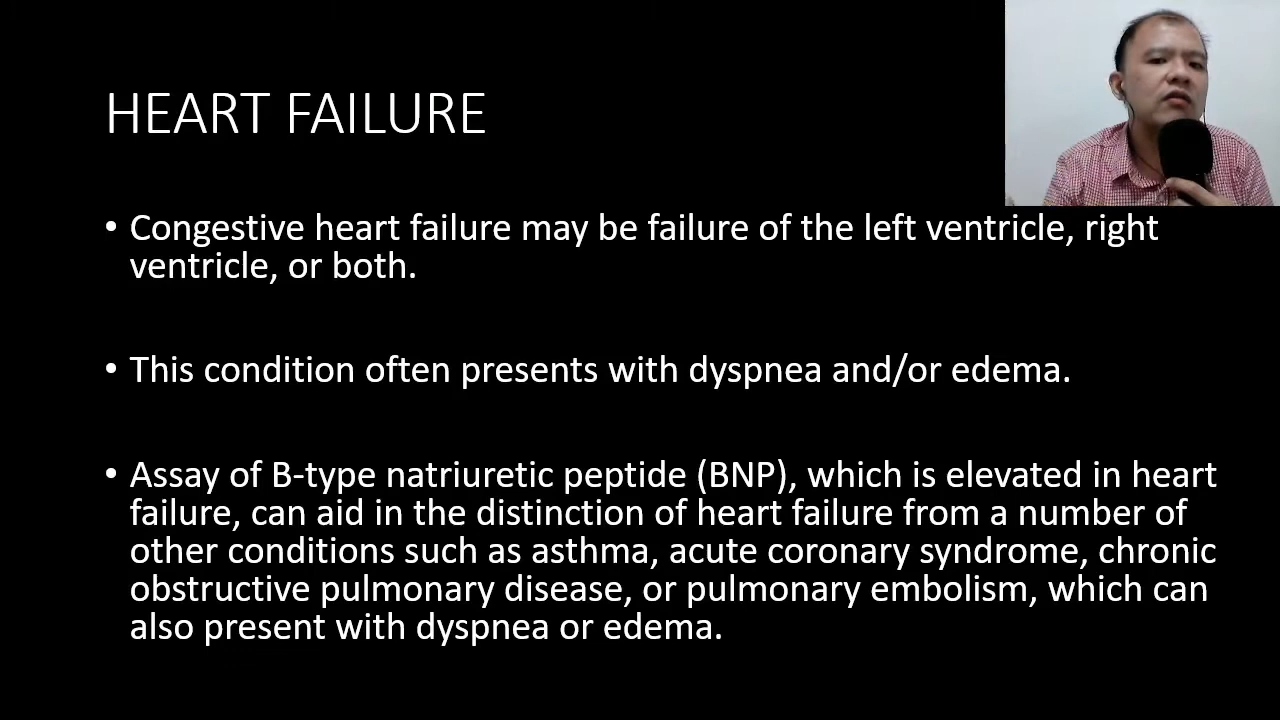 HEART FAILURE
• Congestive heart failure may be failure of the left ventricle, right
ventricle, or both.
• This condition often presents with dyspnea and/or edema.
• Assay of B-type natriuretic peptide (BNP), which is elevated in heart
failure, can aid in the distinction of heart failure from a number of
other conditions such as asthma, acute coronary syndrome, chronic
obstructive pulmonary disease, or pulmonary embolism, which can
also present with dyspnea or edema.